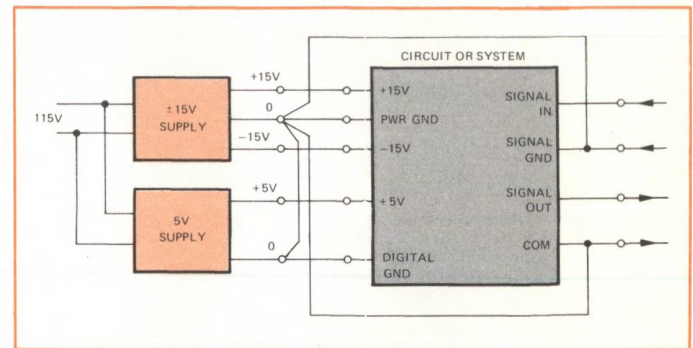 CIRCUIT OR SYSTEM
115V
±15V
SUPPLY
+15V
0
−15V
5V
SUPPLY
+5V
0
+15V
PWR GND
−15V
+5V
DIGITAL
GND
SIGNAL
IN
SIGNAL
GND
SIGNAL
OUT
COM